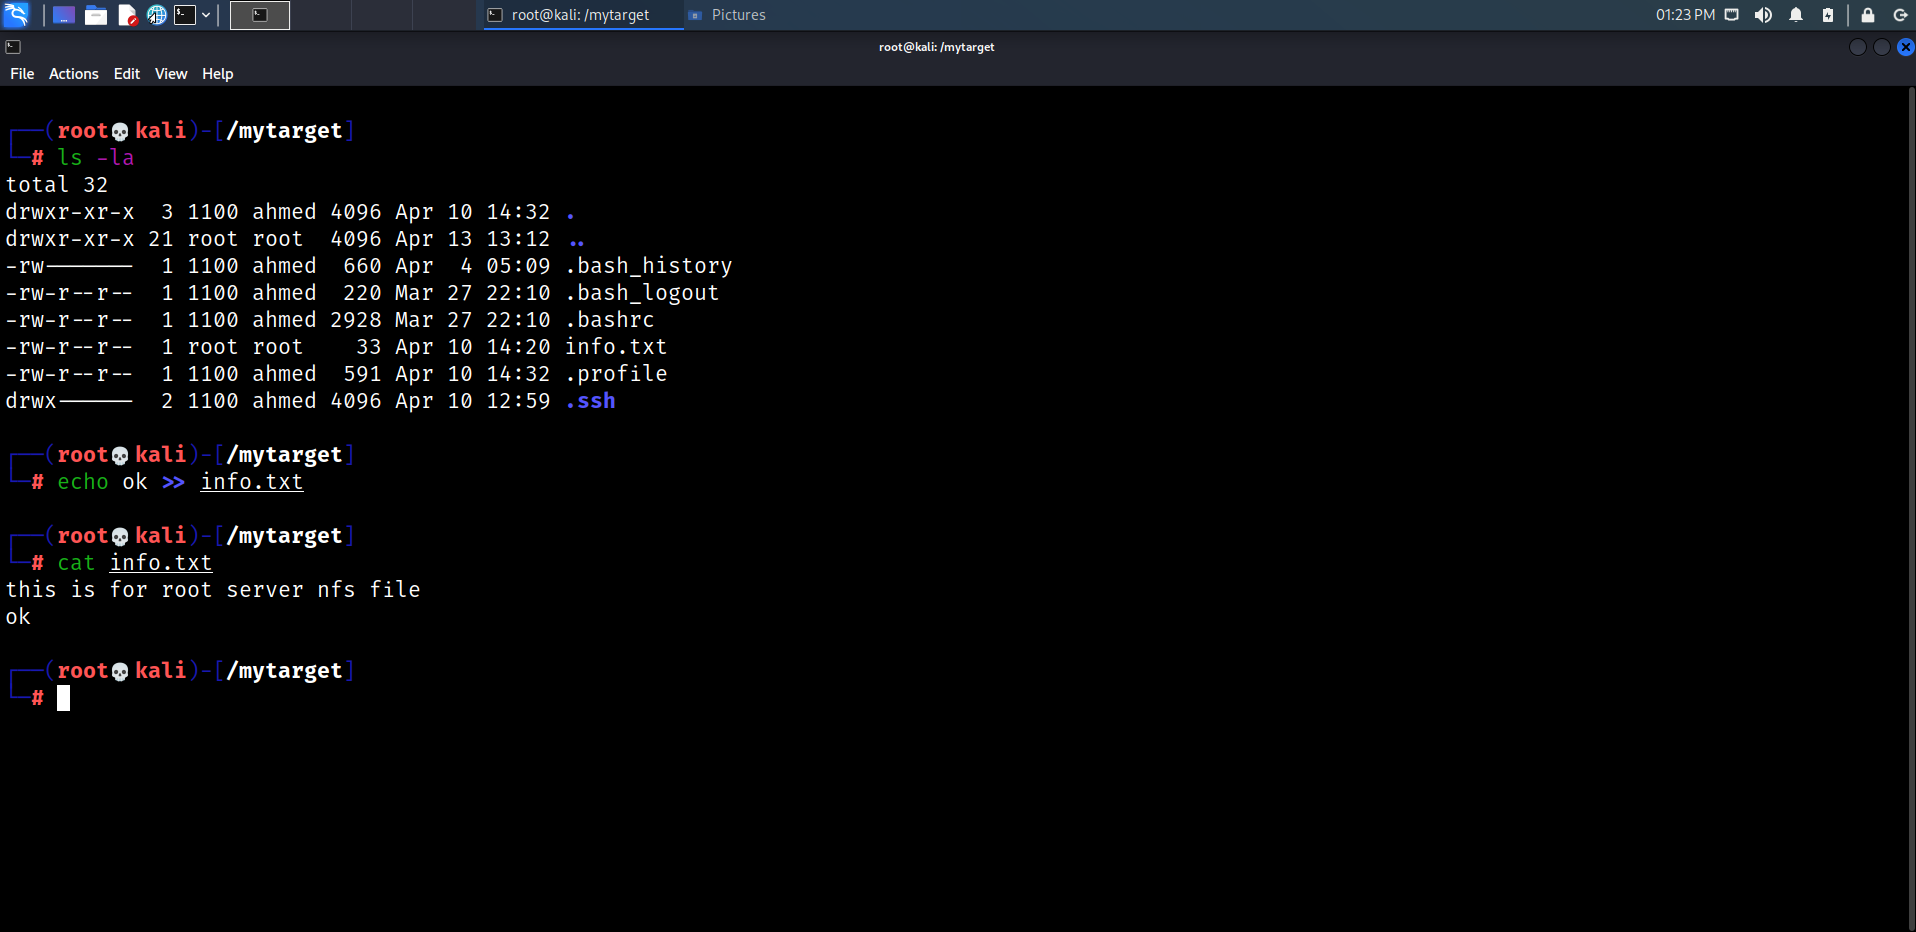 root@kali: /mytarget
Pictures
01:23 PM
root@kali: /mytarget
File Actions Edit View Help
┌──(root💀kali)-[/mytarget]
└─# ls -la
total 32
drwxr-xr-x  3 1100 ahmed 4096 Apr 10 14:32 .
drwxr-xr-x 21 root root  4096 Apr 13 13:12 ..
-rw-------  1 1100 ahmed  660 Apr  4 05:09 .bash_history
-rw-r--r--  1 1100 ahmed  220 Mar 27 22:10 .bash_logout
-rw-r--r--  1 1100 ahmed 2928 Mar 27 22:10 .bashrc
-rw-r--r--  1 root root    33 Apr 10 14:20 info.txt
-rw-r--r--  1 1100 ahmed  591 Apr 10 14:32 .profile
drwx------  2 1100 ahmed 4096 Apr 10 12:59 .ssh
┌──(root💀kali)-[/mytarget]
└─# echo ok >> info.txt
┌──(root💀kali)-[/mytarget]
└─# cat info.txt
this is for root server nfs file
ok
┌──(root💀kali)-[/mytarget]
└─#